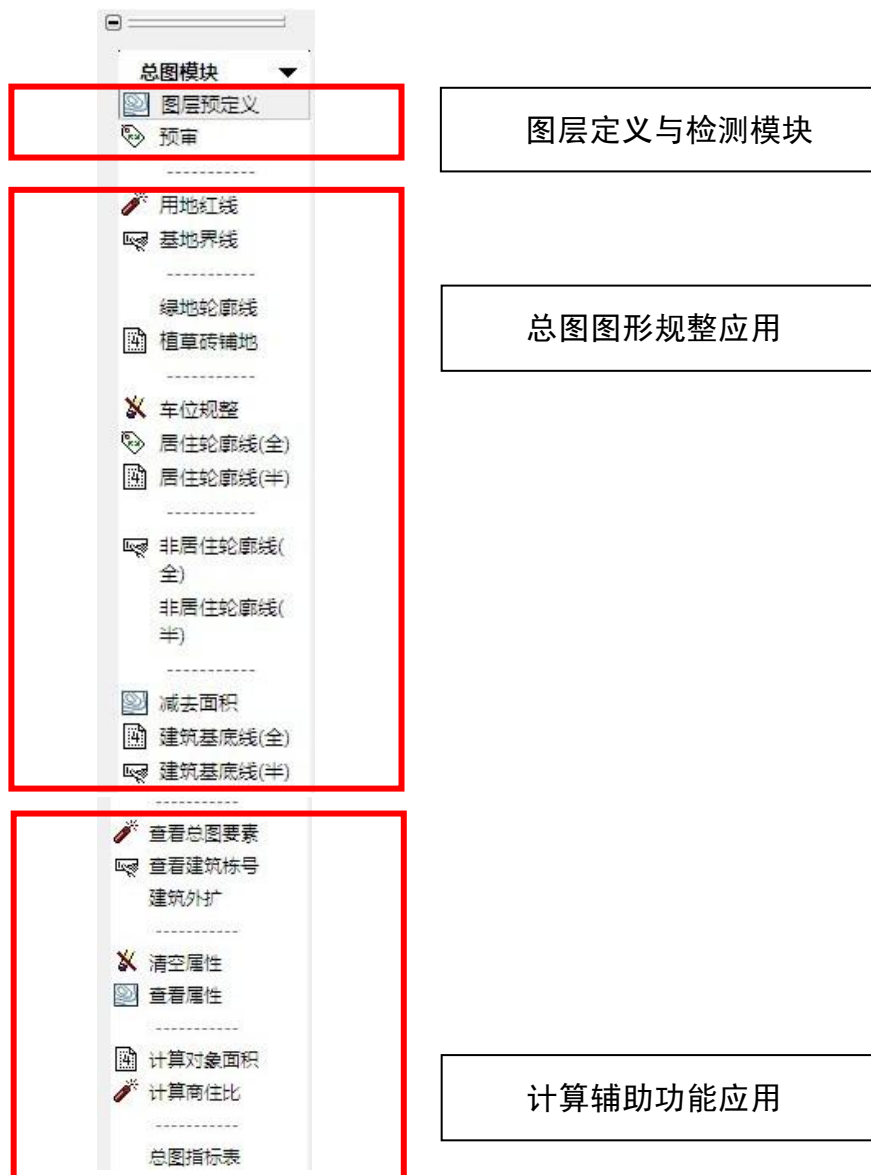 总图模块
图层预定义
预审
图层定义与检测模块
-----------
用地红线
基地界线
-----------
绿地轮廓线
植草砖铺地
总图图形规整应用
-----------
车位规整
居住轮廓线(全)
居住轮廓线(半)
-----------
非居住轮廓线(
全)
非居住轮廓线(
半)
-----------
减去面积
建筑基底线(全)
建筑基底线(半)
-----------
查看总图要素
查看建筑栋号
建筑外扩
-----------
清空属性
查看属性
-----------
计算对象面积
计算商住比
计算辅助功能应用
-----------
总图指标表